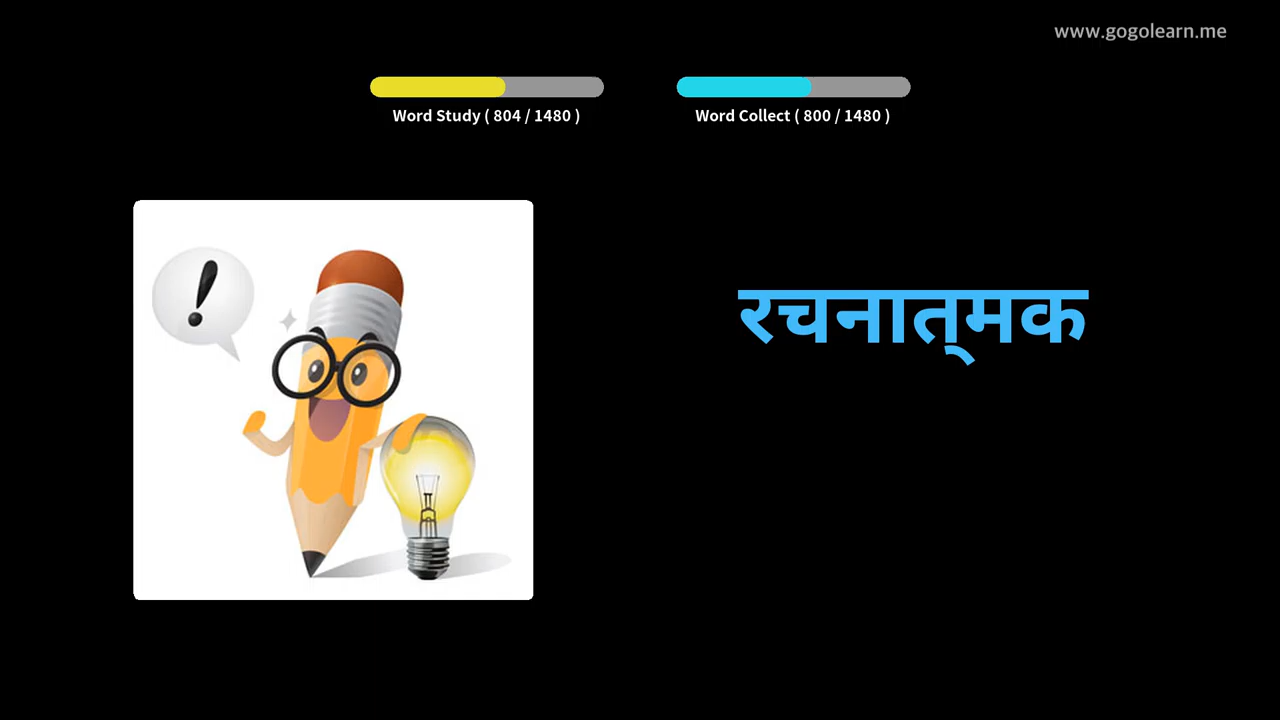 www.gogolearn.me
Word Study ( 804 / 1480 )
Word Collect ( 800 / 1480 )
!
रचनात्‌मक